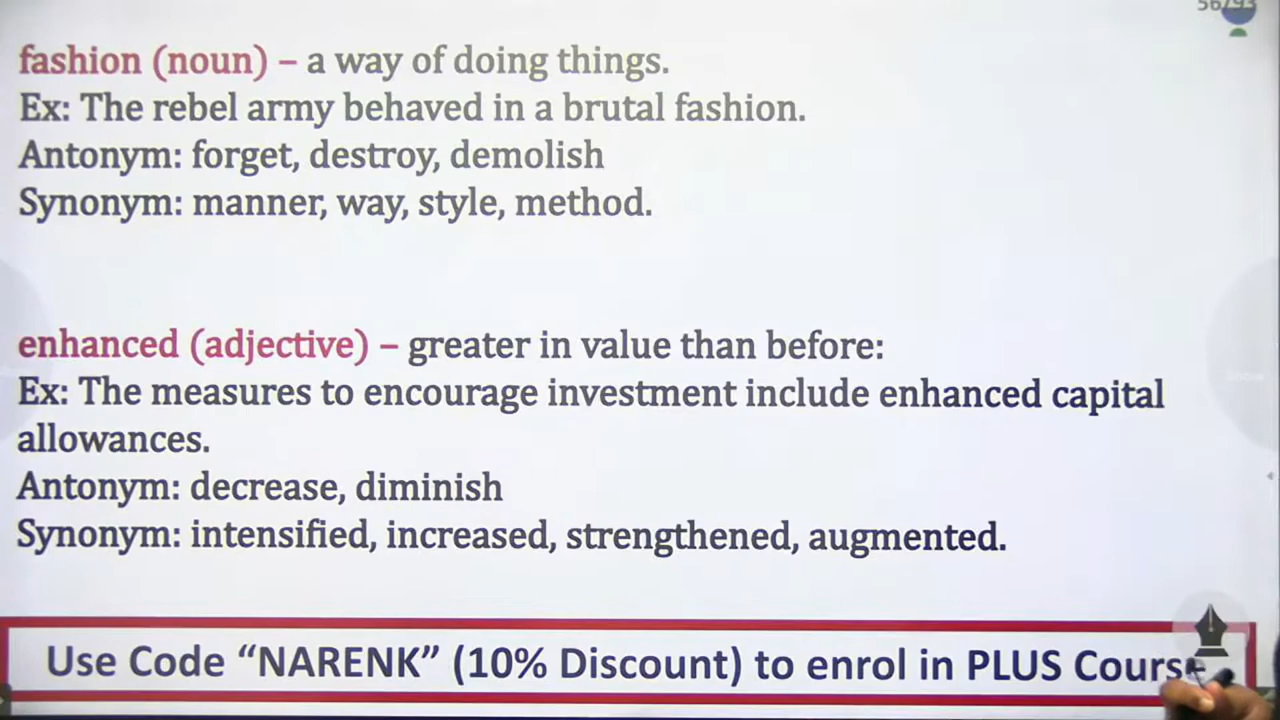 56/93
fashion (noun) – a way of doing things.
Ex: The rebel army behaved in a brutal fashion.
Antonym: forget, destroy, demolish
Synonym: manner, way, style, method.
enhanced (adjective) – greater in value than before:
Ex: The measures to encourage investment include enhanced capital
allowances.
Antonym: decrease, diminish
Synonym: intensified, increased, strengthened, augmented.
Use Code “NARENK” (10% Discount) to enrol in PLUS Course